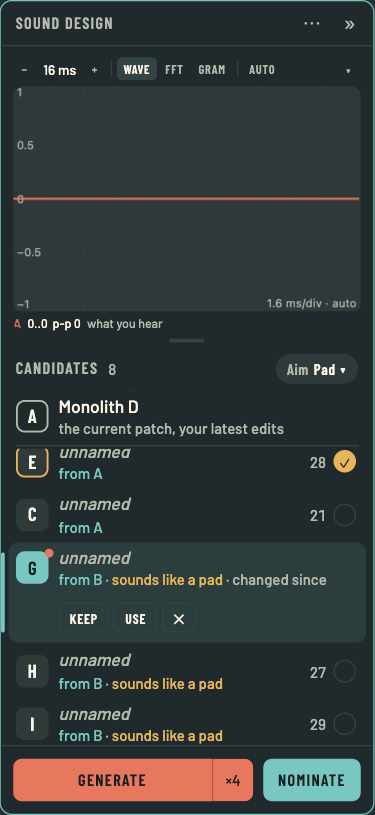 SOUND DESIGN ··· »
− 16 ms + WAVE FFT GRAM AUTO ▾
1
0.5
0
−0.5
−1
1.6 ms/div · auto
A 0..0 p-p 0 what you hear
CANDIDATES 8 Aim Pad ▾
A Monolith D
the current patch, your latest edits
E unnamed 28 ✓
from A
C unnamed 21
from A
G unnamed
from B · sounds like a pad · changed since
KEEP USE ✕
H unnamed 27
from B · sounds like a pad
I unnamed 29
from B · sounds like a pad
GENERATE ×4 NOMINATE